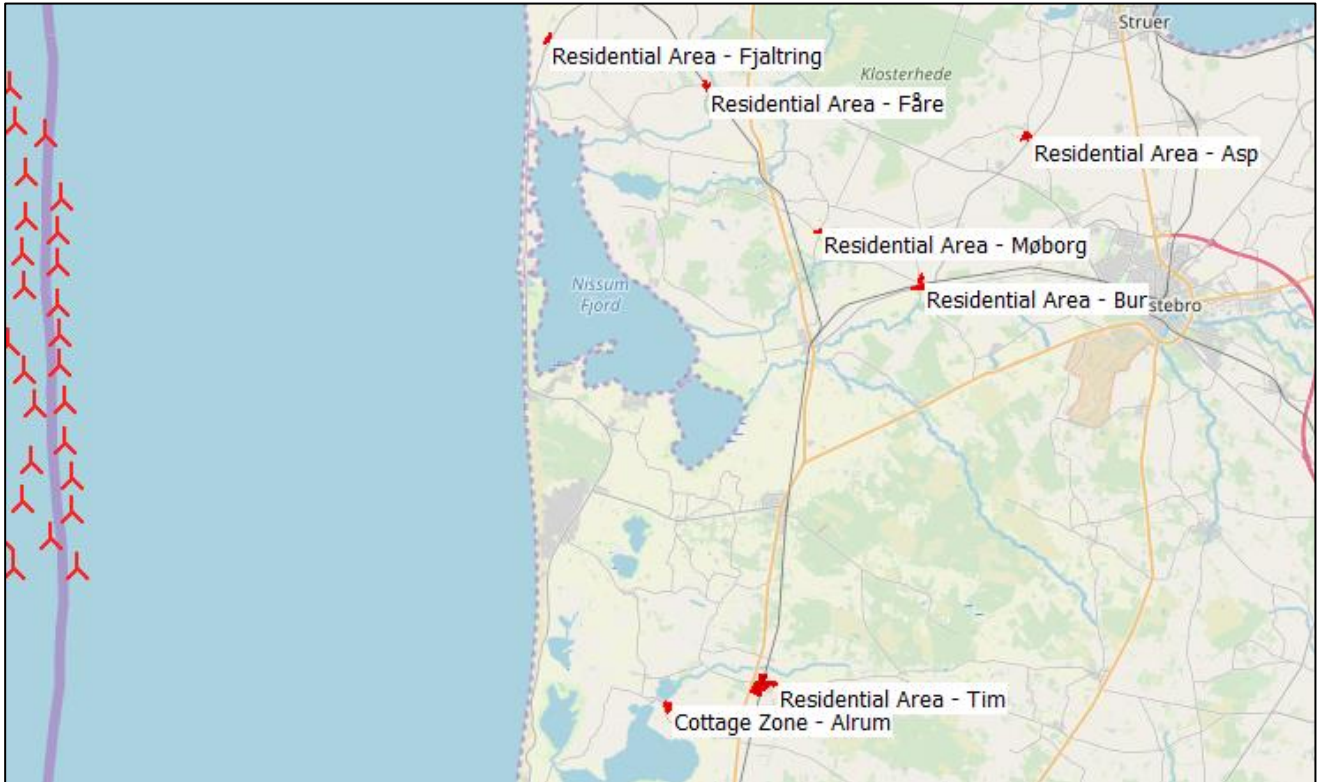 Struer
Residential Area - Fjaltring
Klosterhede
Residential Area - Fåre
Residential Area - Asp
Residential Area - Møborg
Nissum
Fjord
Residential Area - Bur
stebro
Residential Area - Tim
Cottage Zone - Alrum